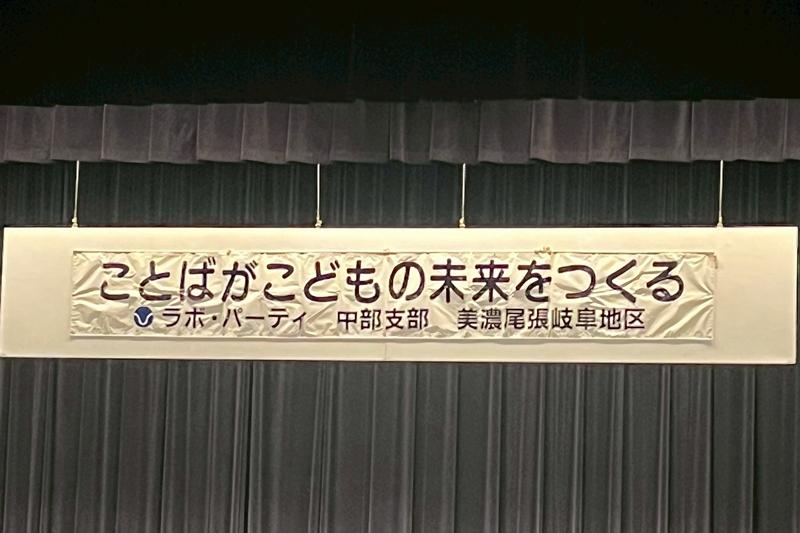 ことばがこどもの未来をつくる
ラボ・パーティ 中部支部 美濃尾張岐阜地区